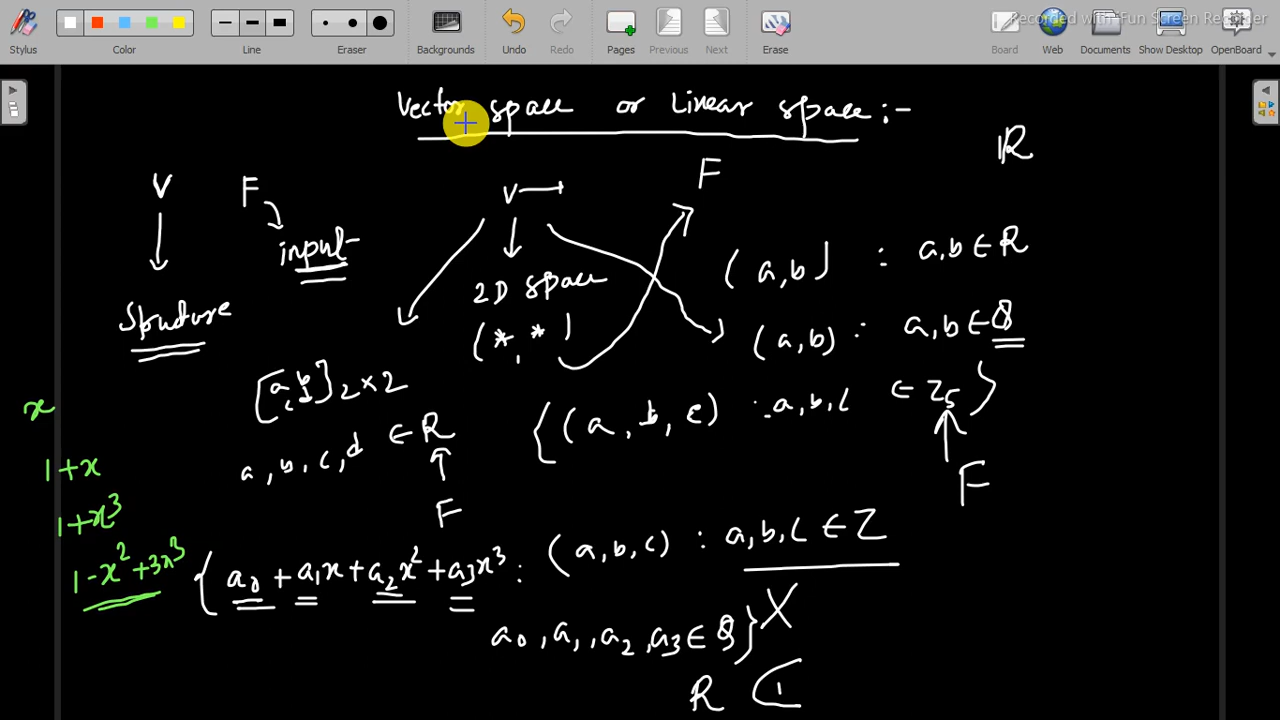 Stylus
Color
Line
Eraser
Backgrounds
Undo
Redo
Pages
Previous
Next
Erase
Board
Web
Documents
Show Desktop
OpenBoard
Recorded with Fun Screen Recorder
Vector space or Linear space :-
R
V F
input
Structure
V F
2D space
(*, *)
(a,b) : a,b ∈ R
(a,b) : a,b ∈ Q
{(a, b, c) : a,b,c ∈ Z5}
F
[a b c d] 2×2
a, b, c, d ∈ R
F
x
1+x
1+x³
1-x²+3x³
(a,b,c) : a,b,c ∈ Z
X
{a0 + a1x + a2x² + a3x³ :
a0, a1, a2, a3 ∈ Q}
R